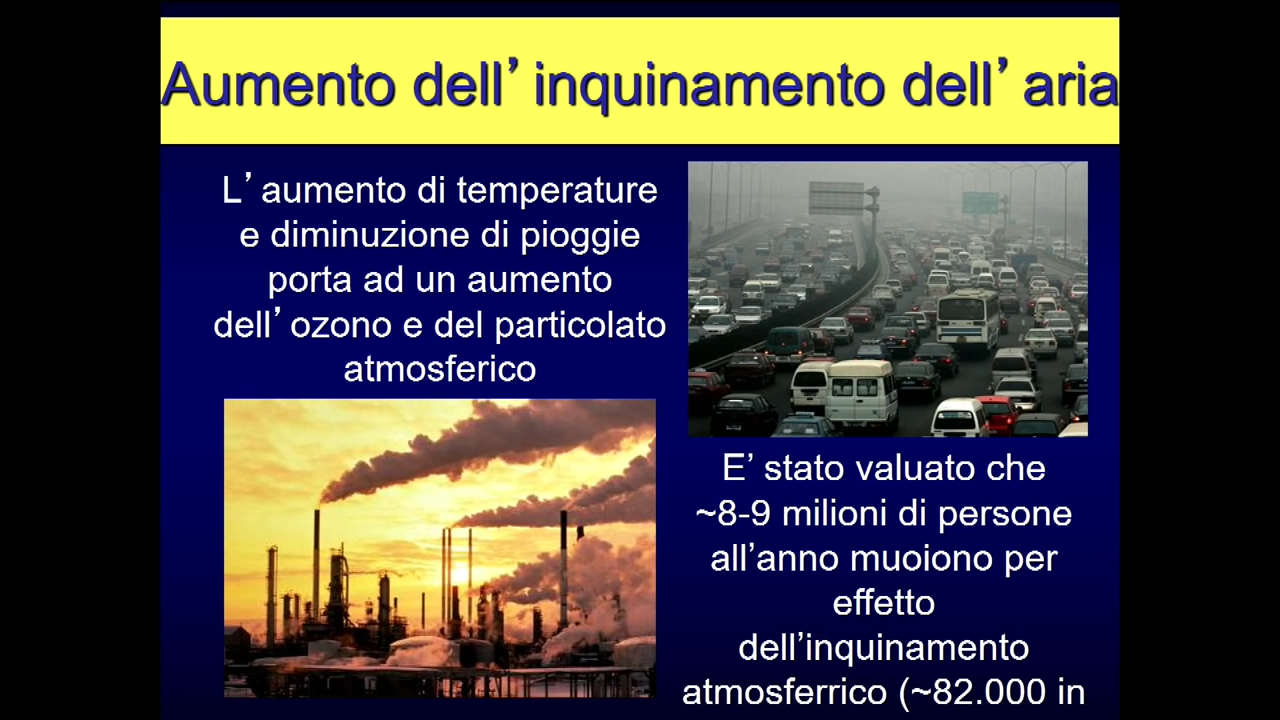 Aumento dell’ inquinamento dell’ aria
L’ aumento di temperature
e diminuzione di pioggie
porta ad un aumento
dell’ ozono e del particolato
atmosferico
E’ stato valuato che
~8-9 milioni di persone
all’anno muoiono per
effetto
dell’inquinamento
atmosferrico (~82.000 in